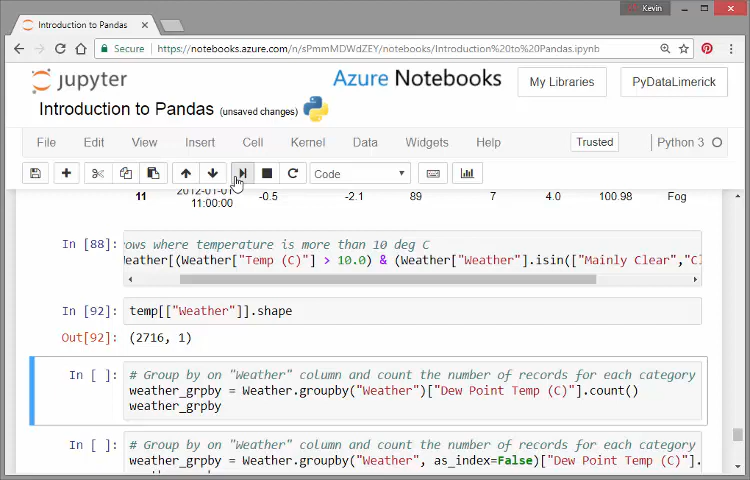 Kevin
Introduction to Pandas
Secure https://notebooks.azure.com/n/sPmmMDWdZEY/notebooks/Introduction%20to%20Pandas.ipynb
jupyter
Azure Notebooks
My Libraries
PyDataLimerick
Introduction to Pandas (unsaved changes)
File Edit View Insert Cell Kernel Data Widgets Help Trusted Python 3
Code
11 2012-01-01 -0.5 -2.1 89 7 4.0 100.98 Fog
11:00:00
In [88]: rows where temperature is more than 10 deg C
Weather[(Weather["Temp (C)"] > 10.0) & (Weather["Weather"].isin(["Mainly Clear","Cl
In [92]: temp[["Weather"]].shape
Out[92]: (2716, 1)
In [ ]: # Group by on "Weather" column and count the number of records for each category
weather_grpby = Weather.groupby("Weather")["Dew Point Temp (C)"].count()
weather_grpby
In [ ]: # Group by on "Weather" column and count the number of records for each category
weather_grpby = Weather.groupby("Weather", as_index=False)["Dew Point Temp (C)"].